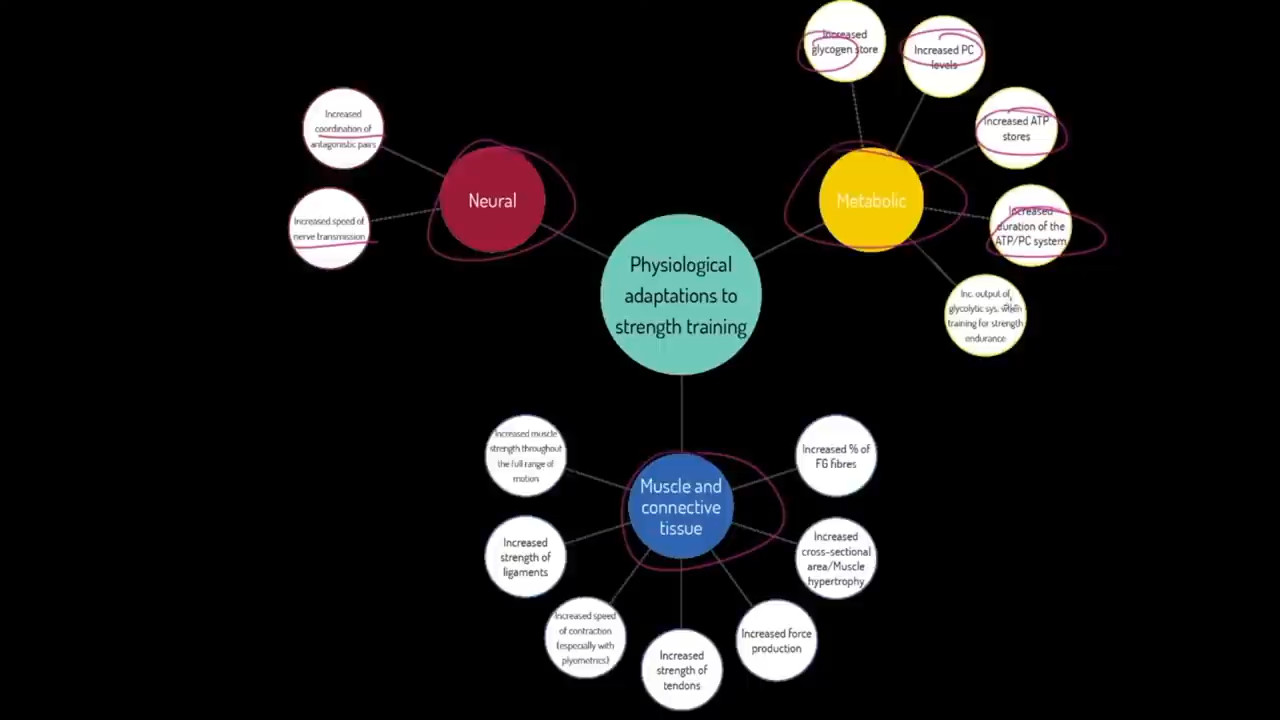 Physiological
adaptations to
strength training
Neural
Increased
coordination of
antagonistic pairs
Increased speed of
nerve transmission
Metabolic
Increased
glycogen store
Increased PC
levels
Increased ATP
stores
Increased
duration of the
ATP/PC system
Inc. output of
glycolytic sys. when
training for strength
endurance
Muscle and
connective
tissue
Increased % of
FG fibres
Increased
cross-sectional
area/Muscle
hypertrophy
Increased force
production
Increased
strength of
tendons
Increased speed
of contraction
(especially with
plyometrics)
Increased
strength of
ligaments
Increased muscle
strength throughout
the full range of
motion